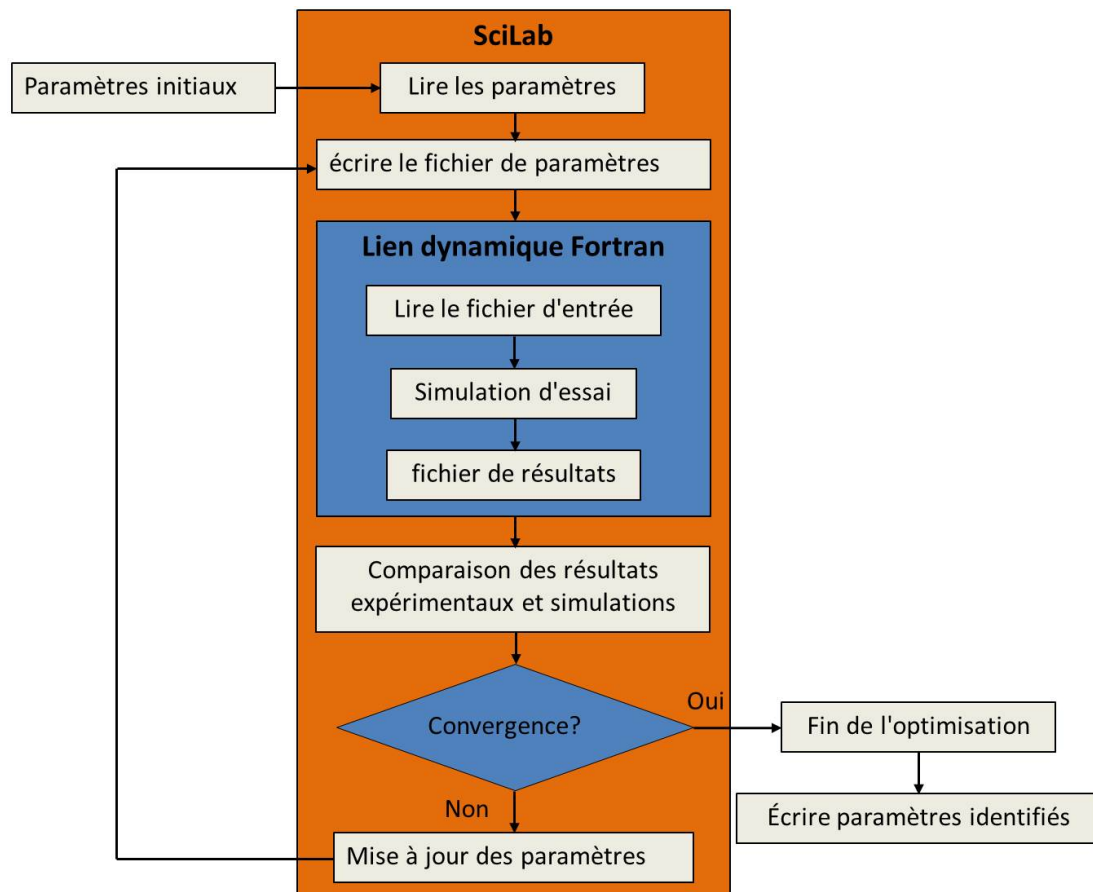 SciLab
Paramètres initiaux
Lire les paramètres
écrire le fichier de paramètres
Lien dynamique Fortran
Lire le fichier d'entrée
Simulation d'essai
fichier de résultats
Comparaison des résultats
expérimentaux et simulations
Convergence?
Oui
Fin de l'optimisation
Écrire paramètres identifiés
Non
Mise à jour des paramètres